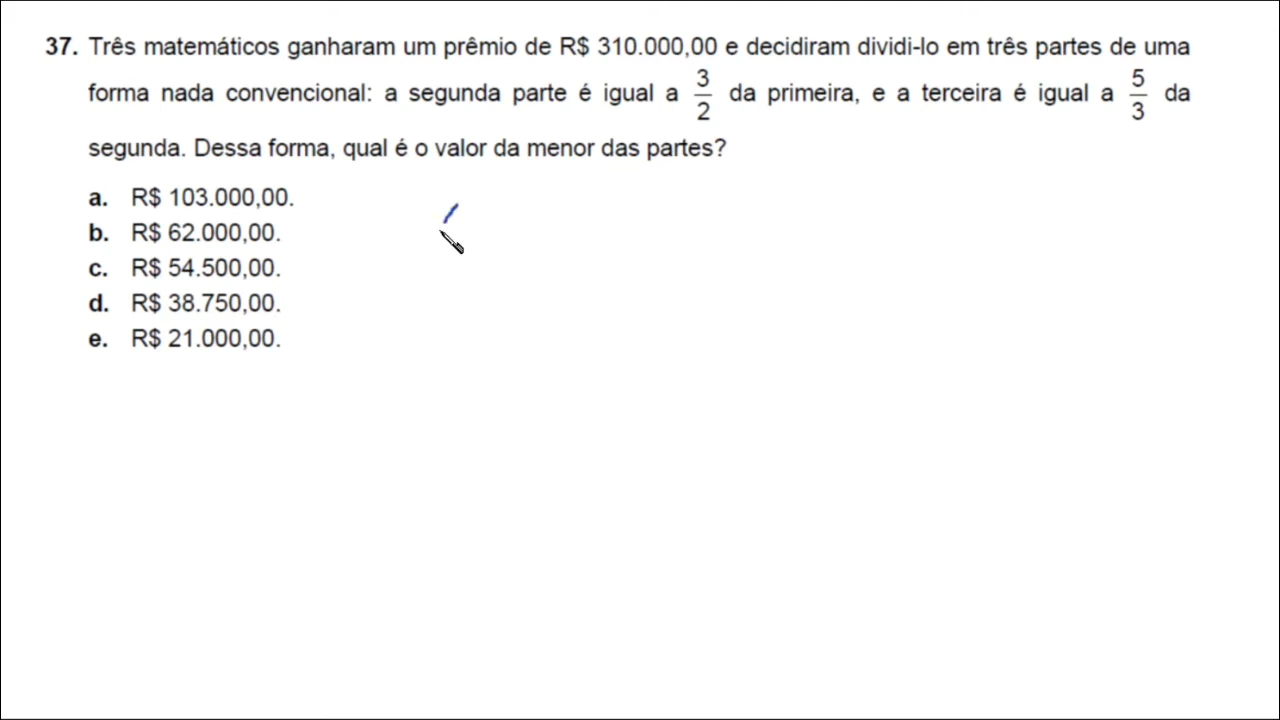 37. Três matemáticos ganharam um prêmio de R$ 310.000,00 e decidiram dividi-lo em três partes de uma
forma nada convencional: a segunda parte é igual a 3/2 da primeira, e a terceira é igual a 5/3 da
segunda. Dessa forma, qual é o valor da menor das partes?
a. R$ 103.000,00.
b. R$ 62.000,00.
c. R$ 54.500,00.
d. R$ 38.750,00.
e. R$ 21.000,00.